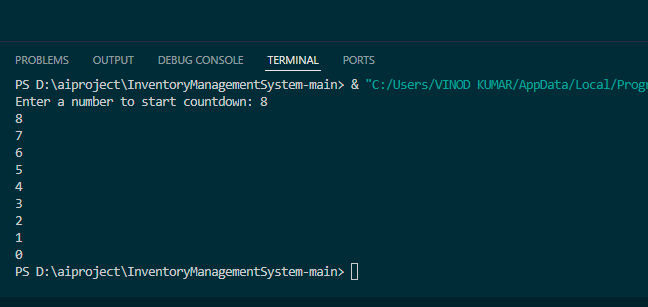 PROBLEMS OUTPUT DEBUG CONSOLE TERMINAL PORTS
PS D:\aiproject\InventoryManagementSystem-main> & "C:/Users/VINOD KUMAR/AppData/Local/Progr
Enter a number to start countdown: 8
8
7
6
5
4
3
2
1
0
PS D:\aiproject\InventoryManagementSystem-main>